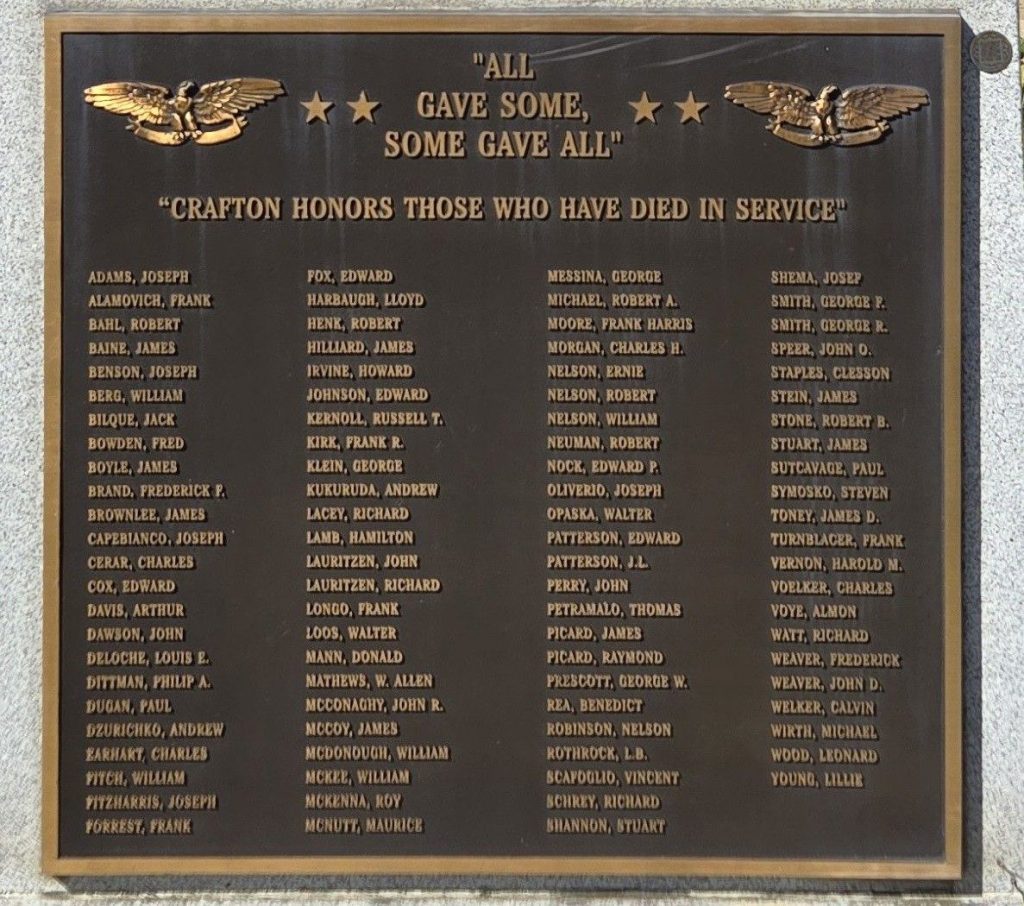 "ALL
GAVE SOME,
SOME GAVE ALL"
"CRAFTON HONORS THOSE WHO HAVE DIED IN SERVICE"
ADAMS, JOSEPH
ALAMOVICH, FRANK
BAHL, ROBERT
BAINE, JAMES
BENSON, JOSEPH
BERG, WILLIAM
BILQUE, JACK
BOWDEN, FRED
BOYLE, JAMES
BRAND, FREDERICK F.
BROWNLEE, JAMES
CAPEBIANCO, JOSEPH
CERAR, CHARLES
COX, EDWARD
DAVIS, ARTHUR
DAWSON, JOHN
DELOCHE, LOUIS E.
DITTMAN, PHILIP A.
DUGAN, PAUL
DZURICHKO, ANDREW
EARHART, CHARLES
FITCH, WILLIAM
FITZHARRIS, JOSEPH
FORREST, FRANK
FOX, EDWARD
HARBAUGH, LLOYD
HENK, ROBERT
HILLIARD, JAMES
IRVINE, HOWARD
JOHNSON, EDWARD
KERNOLL, RUSSELL T.
KIRK, FRANK R.
KLEIN, GEORGE
KUKURUDA, ANDREW
LACEY, RICHARD
LAMB, HAMILTON
LAURITZEN, JOHN
LAURITZEN, RICHARD
LONGO, FRANK
LOOS, WALTER
MANN, DONALD
MATHEWS, W. ALLEN
MCCONAGHY, JOHN R.
MCCOY, JAMES
MCDONOUGH, WILLIAM
MCKEE, WILLIAM
MCKENNA, ROY
MCNUTT, MAURICE
MESSINA, GEORGE
MICHAEL, ROBERT A.
MOORE, FRANK HARRIS
MORGAN, CHARLES H.
NELSON, ERNIE
NELSON, ROBERT
NELSON, WILLIAM
NEUMAN, ROBERT
NOCK, EDWARD P.
OLIVERIO, JOSEPH
OPASKA, WALTER
PATTERSON, EDWARD
PATTERSON, J.L.
PERRY, JOHN
PETRAMALO, THOMAS
PICARD, JAMES
PICARD, RAYMOND
PRESCOTT, GEORGE W.
REA, BENEDICT
ROBINSON, NELSON
ROTHROCK, L.B.
SCAFOGLIO, VINCENT
SCHREY, RICHARD
SHANNON, STUART
SHEMA, JOSEF
SMITH, GEORGE F.
SMITH, GEORGE R.
SPEER, JOHN O.
STAPLES, CLESSON
STEIN, JAMES
STONE, ROBERT B.
STUART, JAMES
SUTCAVAGE, PAUL
SYMOSKO, STEVEN
TONEY, JAMES D.
TURNBLACER, FRANK
VERNON, HAROLD M.
VOELKER, CHARLES
VOYE, ALMON
WATT, RICHARD
WEAVER, FREDERICK
WEAVER, JOHN D.
WELKER, CALVIN
WIRTH, MICHAEL
WOOD, LEONARD
YOUNG, LILLIE